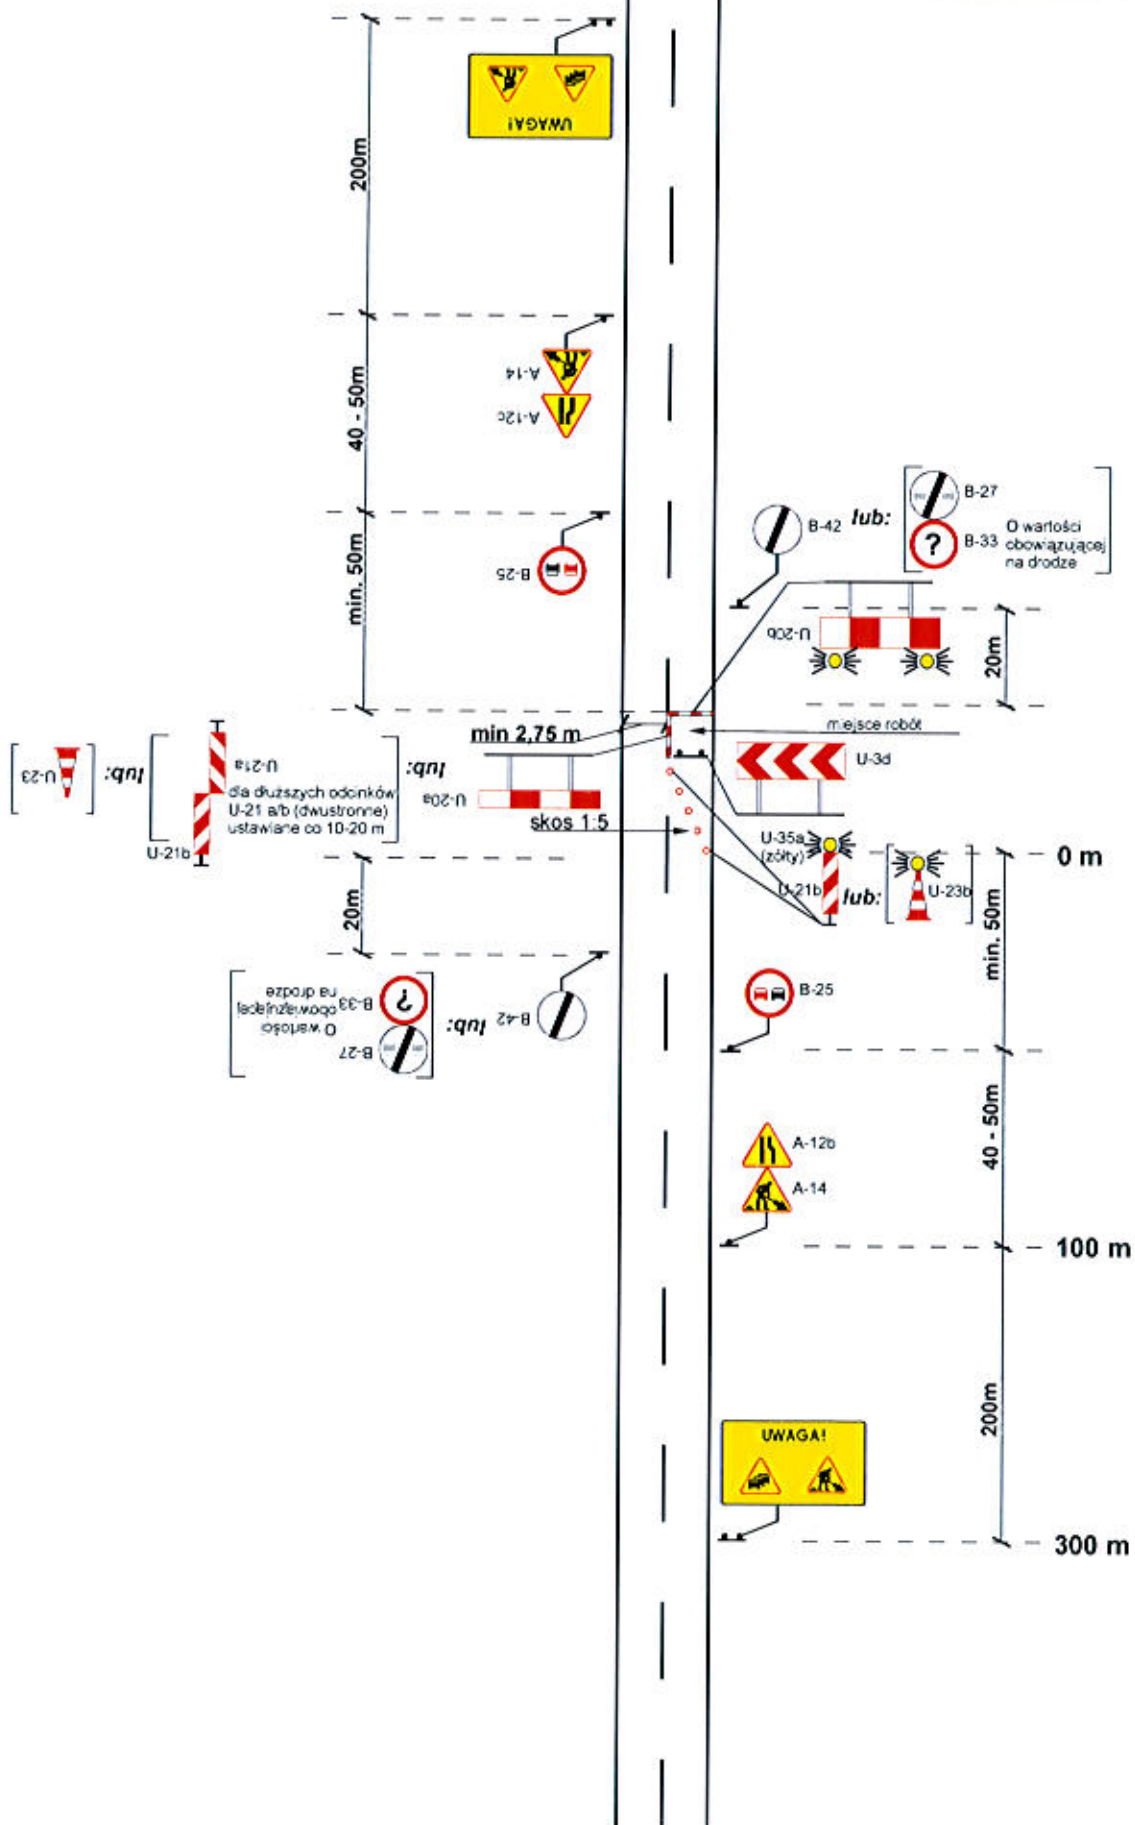 UWAGA!
200m
A-14
A-12c
40 - 50m
B-25
min. 50m
B-42
lub:
B-27
B-33
O wartości
obowiązującej
na drodze
U-20b
20m
miejsce robót
min 2,75 m
U-3d
U-23
lub:
U-21a
dla dłuższych odcinków
U-21 a/b (dwustronne)
ustawiane co 10-20 m
U-21b
lub:
U-20a
skos 1:5
U-35a
(żółty)
U-21b
lub:
U-23b
0 m
20m
min. 50m
B-33
O wartości
obowiązującej
na drodze
B-27
lub:
B-42
B-25
40 - 50m
A-12b
A-14
100 m
200m
UWAGA!
300 m